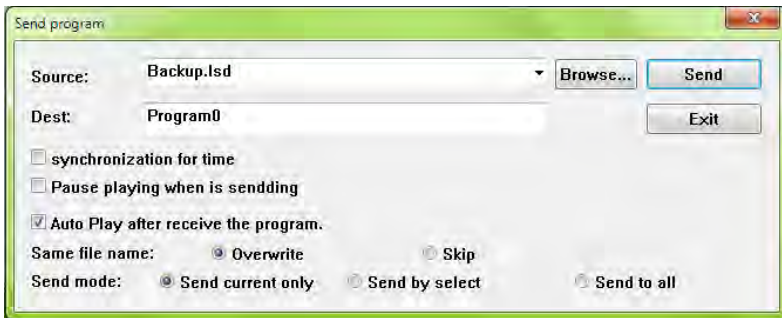 Send program
Source: Backup.lsd Browse... Send
Dest: Program0 Exit
synchronization for time
Pause playing when is sendding
Auto Play after receive the program.
Same file name: Overwrite Skip
Send mode: Send current only Send by select Send to all